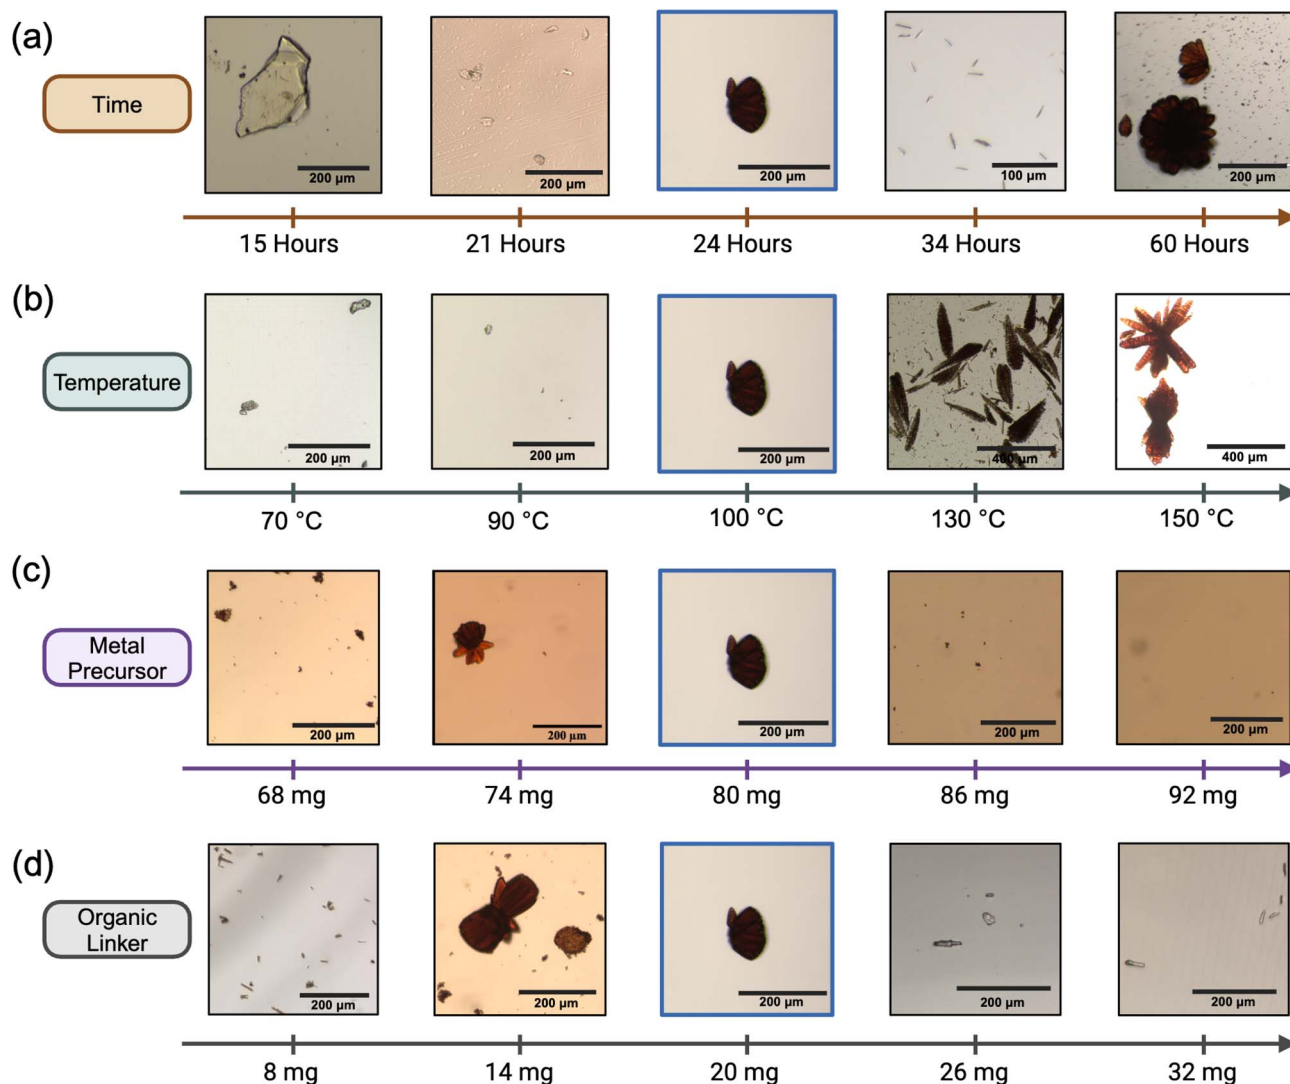 (a)
Time
200 µm
200 µm
200 µm
100 µm
200 µm
15 Hours
21 Hours
24 Hours
34 Hours
60 Hours
(b)
Temperature
200 µm
200 µm
200 µm
400 µm
400 µm
70 °C
90 °C
100 °C
130 °C
150 °C
(c)
Metal
Precursor
200 µm
200 µm
200 µm
200 µm
200 µm
68 mg
74 mg
80 mg
86 mg
92 mg
(d)
Organic
Linker
200 µm
200 µm
200 µm
200 µm
200 µm
8 mg
14 mg
20 mg
26 mg
32 mg